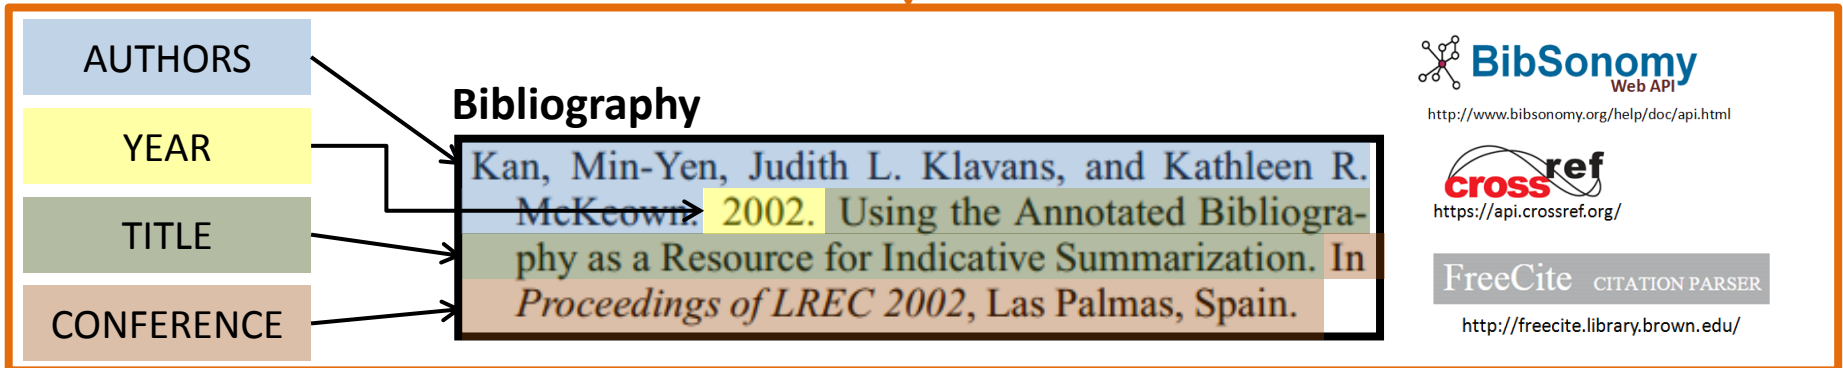 AUTHORS
YEAR
TITLE
CONFERENCE
Bibliography
Kan, Min-Yen, Judith L. Klavans, and Kathleen R.
McKeown. 2002. Using the Annotated Bibliogra-
phy as a Resource for Indicative Summarization. In
Proceedings of LREC 2002, Las Palmas, Spain.
BibSonomy
Web API
http://www.bibsonomy.org/help/doc/api.html
crossref
https://api.crossref.org/
FreeCite CITATION PARSER
http://freecite.library.brown.edu/